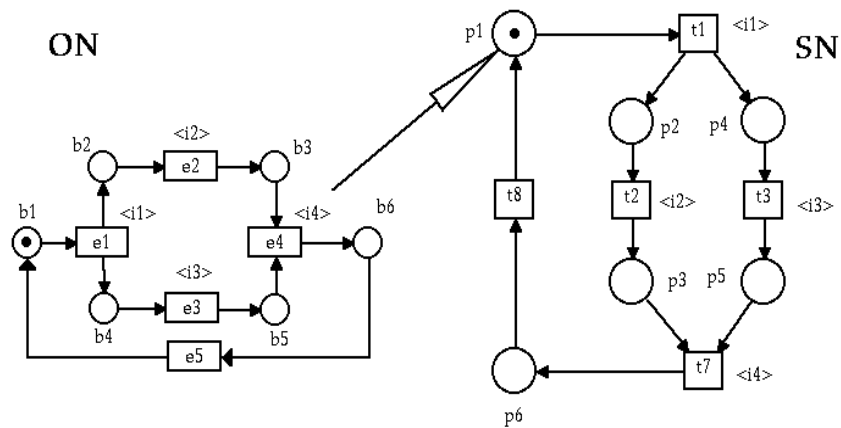 ON
b2
<i2>
e2
b3
b1
<i1>
e1
<i4>
e4
b6
b4
<i3>
e3
b5
e5
p1
t1
<i1>
SN
p2
p4
t8
t2
<i2>
t3
<i3>
p3
p5
t7
<i4>
p6